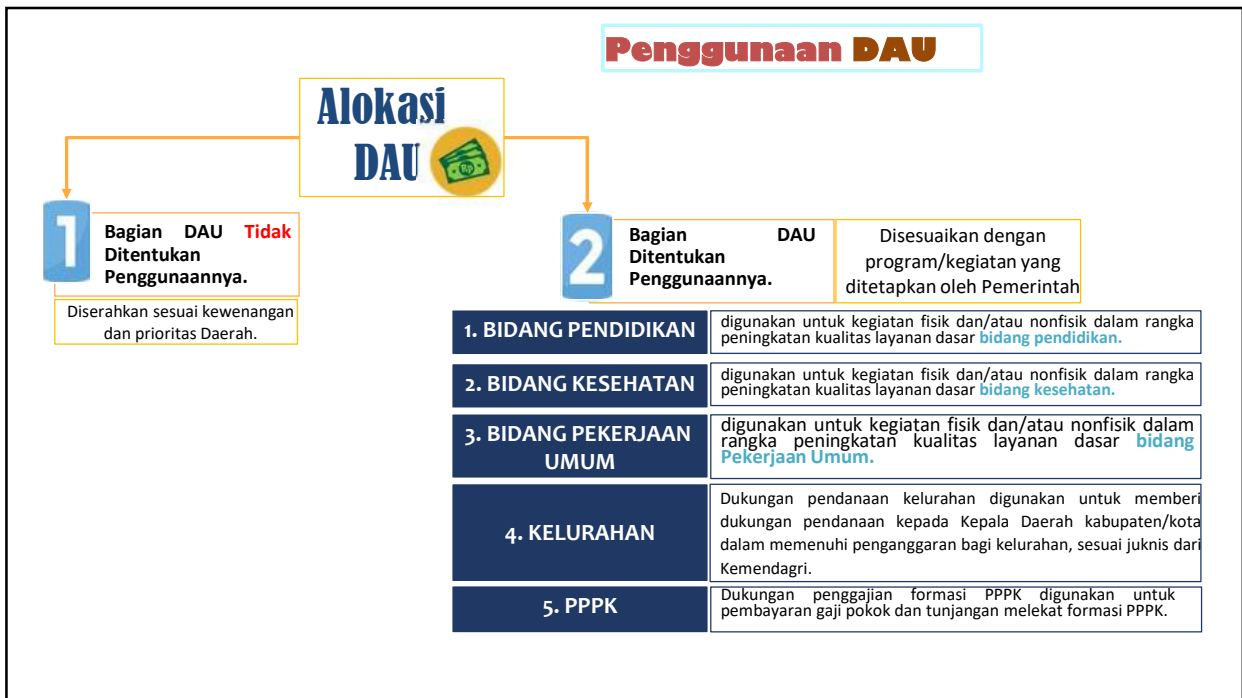 Penggunaan DAU
Alokasi
DAU
Rp
1
Bagian DAU Tidak
Ditentukan
Penggunaannya.
Diserahkan sesuai kewenangan
dan prioritas Daerah.
2
Bagian DAU
Ditentukan
Penggunaannya.
Disesuaikan dengan
program/kegiatan yang
ditetapkan oleh Pemerintah
1. BIDANG PENDIDIKAN
digunakan untuk kegiatan fisik dan/atau nonfisik dalam rangka
peningkatan kualitas layanan dasar bidang pendidikan.
2. BIDANG KESEHATAN
digunakan untuk kegiatan fisik dan/atau nonfisik dalam rangka
peningkatan kualitas layanan dasar bidang kesehatan.
3. BIDANG PEKERJAAN
UMUM
digunakan untuk kegiatan fisik dan/atau nonfisik dalam
rangka peningkatan kualitas layanan dasar bidang
Pekerjaan Umum.
4. KELURAHAN
Dukungan pendanaan kelurahan digunakan untuk memberi
dukungan pendanaan kepada Kepala Daerah kabupaten/kota
dalam memenuhi penganggaran bagi kelurahan, sesuai juknis dari
Kemendagri.
5. PPPK
Dukungan penggajian formasi PPPK digunakan untuk
pembayaran gaji pokok dan tunjangan melekat formasi PPPK.